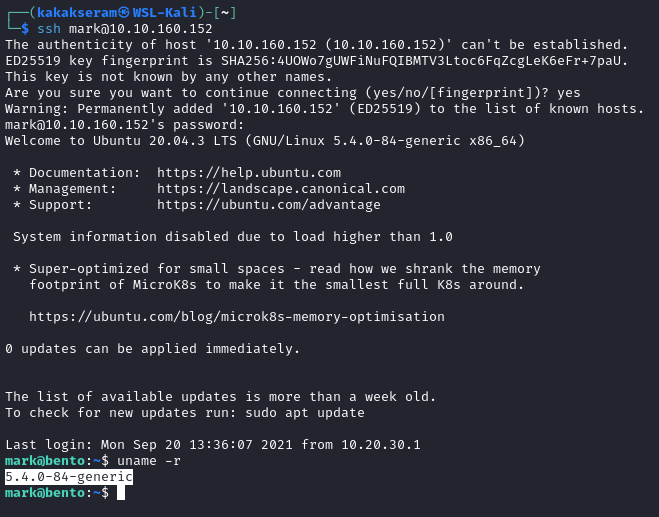 ┌──(kakakseram㉿WSL-Kali)-[~]
└─$ ssh mark@10.10.160.152
The authenticity of host '10.10.160.152 (10.10.160.152)' can't be established.
ED25519 key fingerprint is SHA256:4UOWo7gUWFiNuFQIBMTV3Ltoc6FqZcgLeK6eFr+7paU.
This key is not known by any other names.
Are you sure you want to continue connecting (yes/no/[fingerprint])? yes
Warning: Permanently added '10.10.160.152' (ED25519) to the list of known hosts.
mark@10.10.160.152's password:
Welcome to Ubuntu 20.04.3 LTS (GNU/Linux 5.4.0-84-generic x86_64)
* Documentation:  https://help.ubuntu.com
* Management:     https://landscape.canonical.com
* Support:        https://ubuntu.com/advantage
System information disabled due to load higher than 1.0
* Super-optimized for small spaces - read how we shrank the memory
footprint of MicroK8s to make it the smallest full K8s around.
https://ubuntu.com/blog/microk8s-memory-optimisation
0 updates can be applied immediately.
The list of available updates is more than a week old.
To check for new updates run: sudo apt update
Last login: Mon Sep 20 13:36:07 2021 from 10.20.30.1
mark@bento:~$ uname -r
5.4.0-84-generic
mark@bento:~$